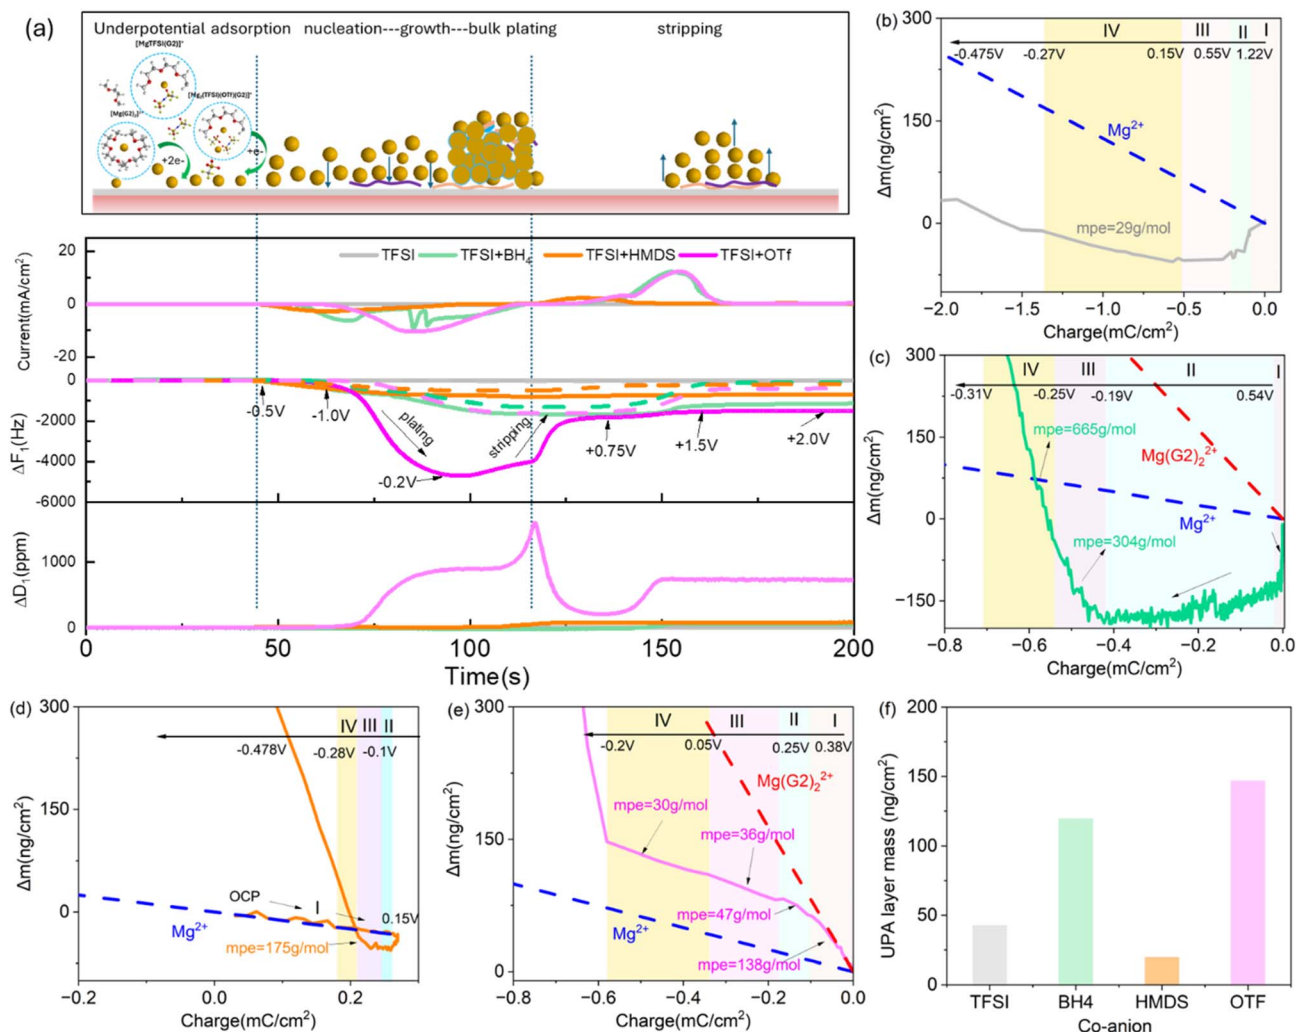 (a)
Underpotential adsorption
nucleation---growth---bulk plating
stripping
[MgTFSI(G2)]⁺
+2e-
+e-
TFSI
TFSI+BH₄
TFSI+HMDS
TFSI+OTf
Current(mA/cm²)
20
0
-20
ΔF₁(Hz)
0
-2000
-4000
-6000
-0.5V
-1.0V
plating
-0.2V
stripping
+0.75V
+1.5V
+2.0V
ΔD₁(ppm)
1000
0
0 50 100 150 200
Time(s)
(b)
Δm(ng/cm²)
300
150
0
IV III II I
-0.475V -0.27V 0.15V 0.55V 1.22V
Mg²⁺
mpe=29g/mol
−2.0 −1.5 −1.0 −0.5 0.0
Charge(mC/cm²)
(c)
Δm(ng/cm²)
300
150
0
−150
IV III II I
-0.31V -0.25V -0.19V 0.54V
mpe=665g/mol
Mg(G2)₂²⁺
Mg²⁺
mpe=304g/mol
−0.8 −0.6 −0.4 −0.2 0.0
Charge(mC/cm²)
(d)
Δm(ng/cm²)
300
150
0
IV III II
-0.478V -0.28V -0.1V
OCP
I
0.15V
Mg²⁺
mpe=175g/mol
−0.2 0.0 0.2
Charge(mC/cm²)
(e)
Δm(ng/cm²)
300
150
0
IV III II I
-0.2V 0.05V 0.25V 0.38V
Mg(G2)₂²⁺
mpe=30g/mol
mpe=36g/mol
mpe=47g/mol
Mg²⁺
mpe=138g/mol
−0.8 −0.6 −0.4 −0.2 0.0
Charge(mC/cm²)
(f)
UPA layer mass (ng/cm²)
200
150
100
50
0
TFSI BH4 HMDS OTF
Co-anion